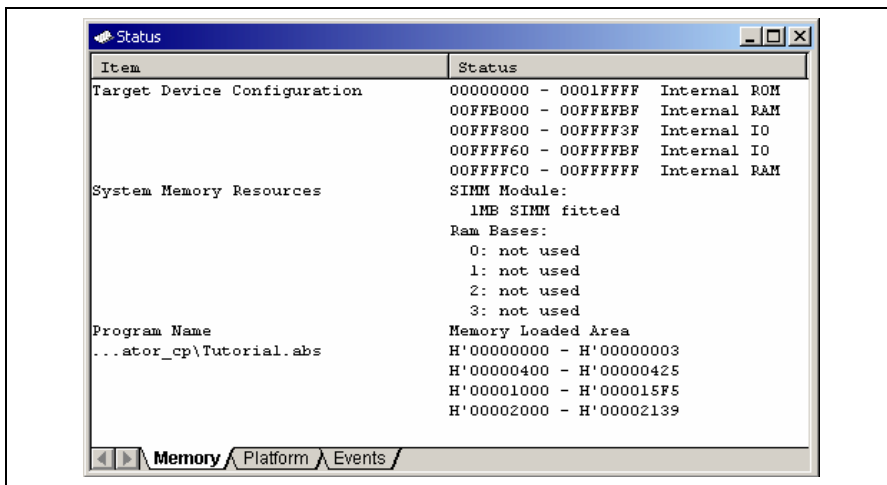 Status
Item Status
Target Device Configuration 00000000 - 0001FFFF Internal ROM
00FFB000 - 00FFEFBF Internal RAM
00FFF800 - 00FFFF3F Internal IO
00FFFF60 - 00FFFFBF Internal IO
00FFFFC0 - 00FFFFFF Internal RAM
System Memory Resources SIMM Module:
1MB SIMM fitted
Ram Bases:
0: not used
1: not used
2: not used
3: not used
Program Name Memory Loaded Area
...ator_cp\Tutorial.abs H'00000000 - H'00000003
H'00000400 - H'00000425
H'00001000 - H'000015F5
H'00002000 - H'00002139
Memory Platform Events